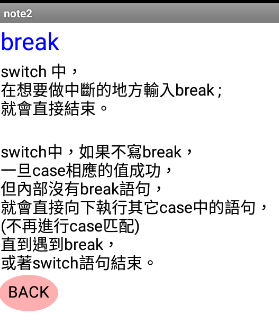 note2
break
switch 中，
在想要做中斷的地方輸入break ;
就會直接結束。
switch中，如果不寫break，
一旦case相應的值成功，
但內部沒有break語句，
就會直接向下執行其它case中的語句，
(不再進行case匹配)
直到遇到break，
或著switch語句結束。
BACK